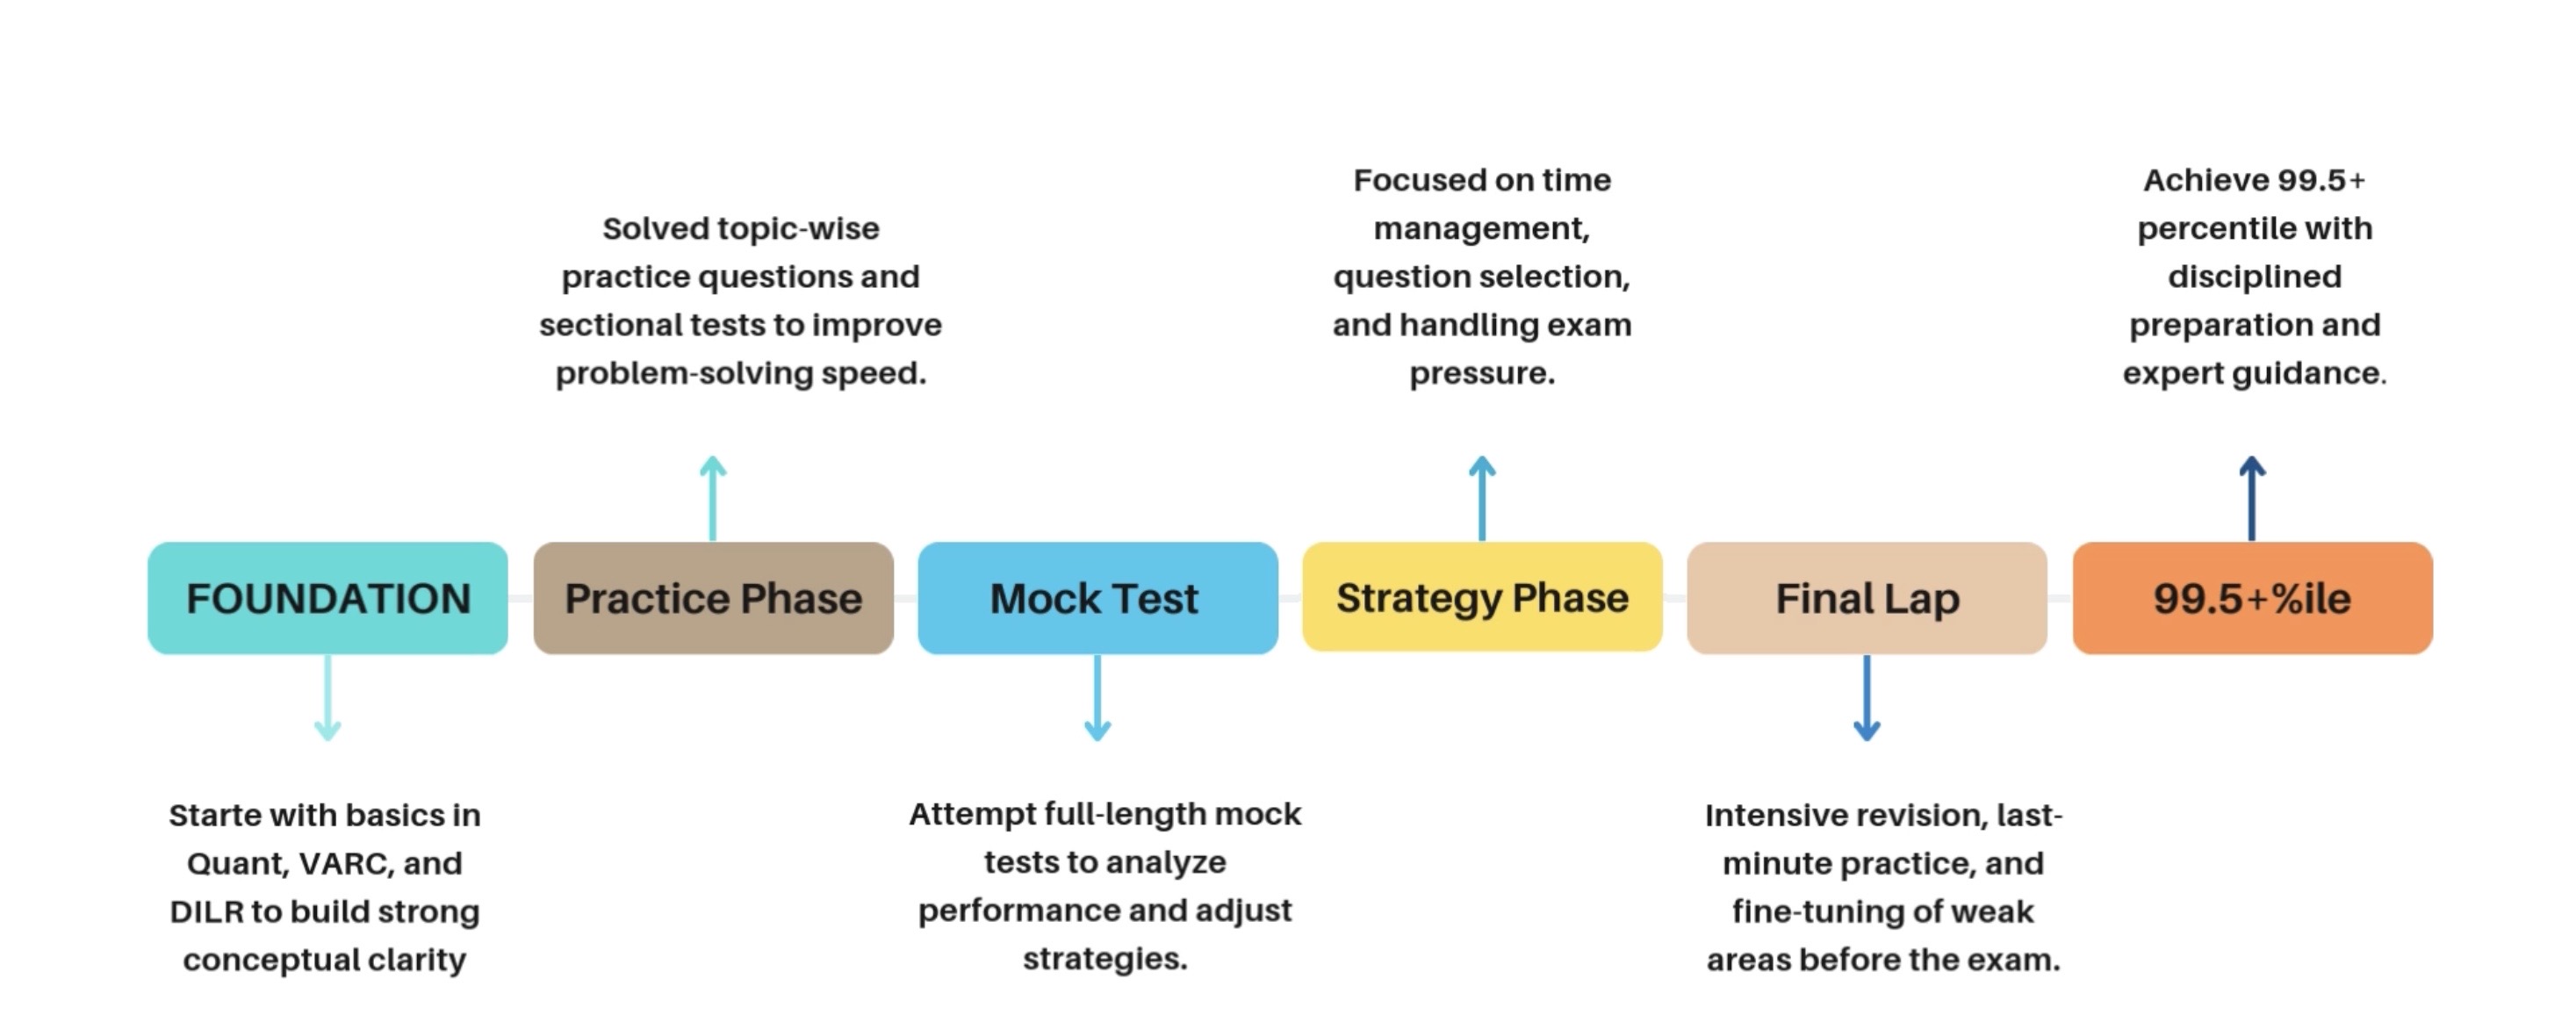 FOUNDATION
Starte with basics in
Quant, VARC, and
DILR to build strong
conceptual clarity
Solved topic-wise
practice questions and
sectional tests to improve
problem-solving speed.
Practice Phase
Mock Test
Attempt full-length mock
tests to analyze
performance and adjust
strategies.
Focused on time
management,
question selection,
and handling exam
pressure.
Strategy Phase
Final Lap
Intensive revision, last-
minute practice, and
fine-tuning of weak
areas before the exam.
Achieve 99.5+
percentile with
disciplined
preparation and
expert guidance.
99.5+%ile